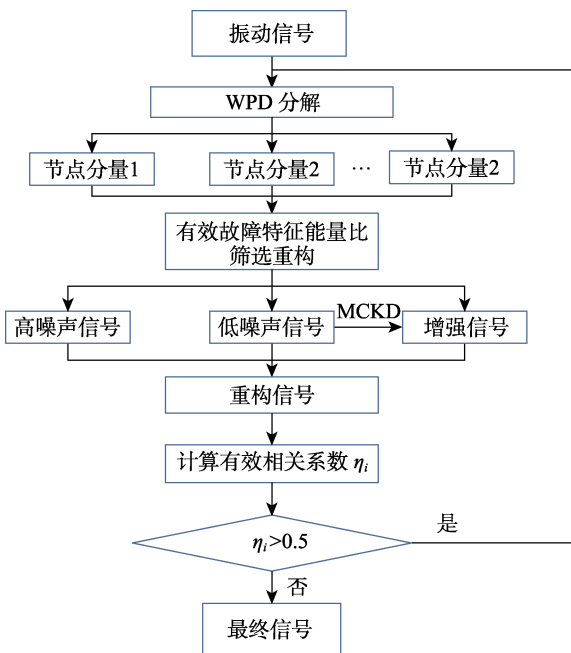 振动信号
WPD 分解
节点分量1
节点分量2
…
节点分量2
有效故障特征能量比
筛选重构
高噪声信号
低噪声信号
MCKD
增强信号
重构信号
计算有效相关系数 ηi
ηi>0.5
是
否
最终信号